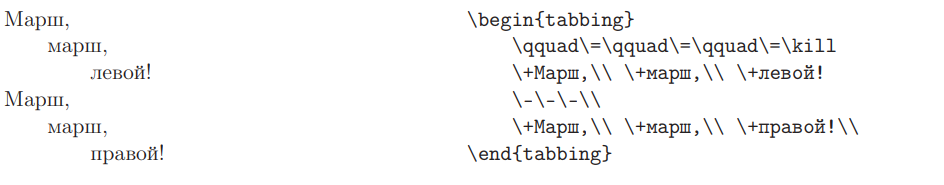 Марш,
марш,
левой!
Марш,
марш,
правой!
\begin{tabbing}
\qquad\=\qquad\=\qquad\=\kill
\+Марш,\\ \+марш,\\ \+левой!
\-\-\-\\
\+Марш,\\ \+марш,\\ \+правой!\\
\end{tabbing}